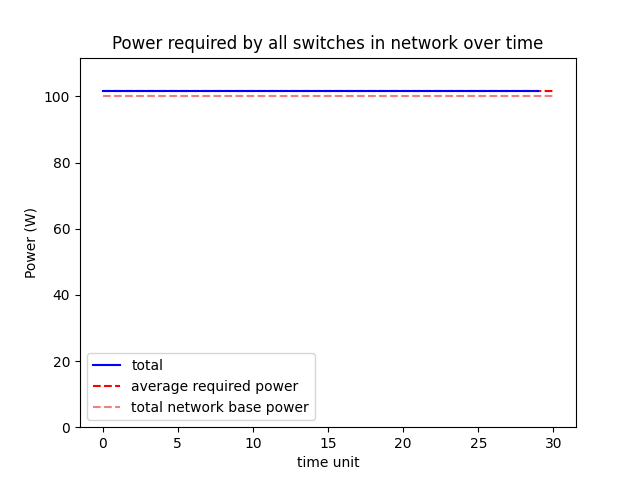 Power required by all switches in network over time
Power (W)
100
80
60
40
20
0
total
average required power
total network base power
0 5 10 15 20 25 30
time unit